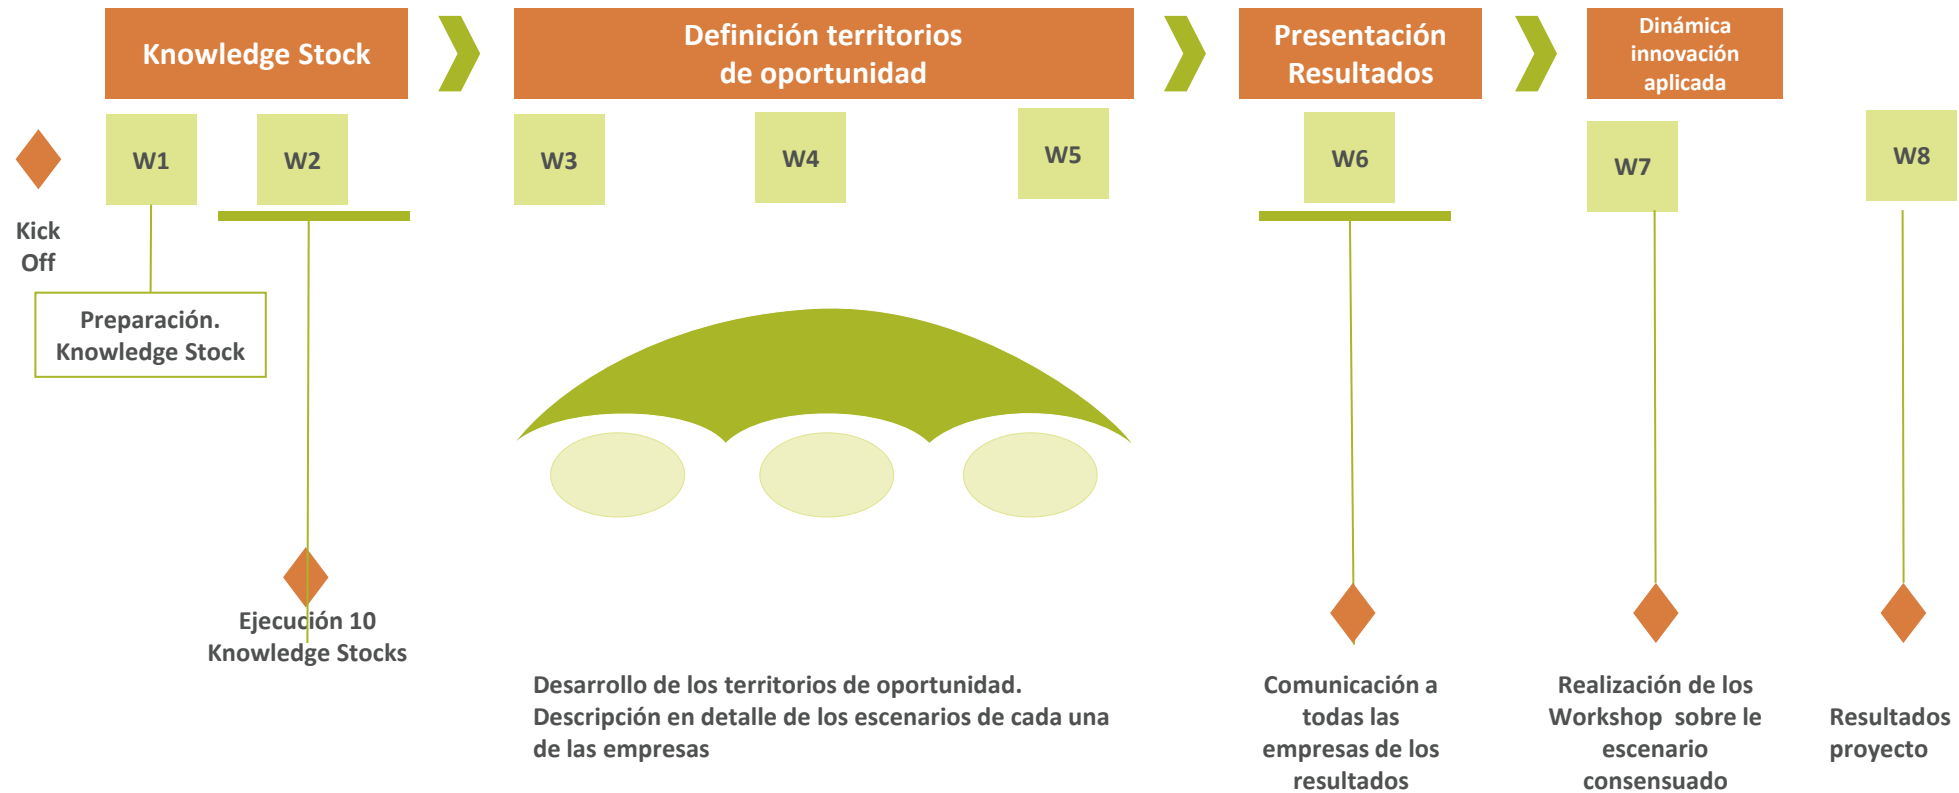 Knowledge Stock
Definición territorios
de oportunidad
Presentación
Resultados
Dinámica
innovación
aplicada
W1
W2
W3
W4
W5
W6
W7
W8
Kick
Off
Preparación.
Knowledge Stock
Ejecución 10
Knowledge Stocks
Desarrollo de los territorios de oportunidad.
Descripción en detalle de los escenarios de cada una
de las empresas
Comunicación a
todas las
empresas de los
resultados
Realización de los
Workshop  sobre le
escenario
consensuado
Resultados
proyecto